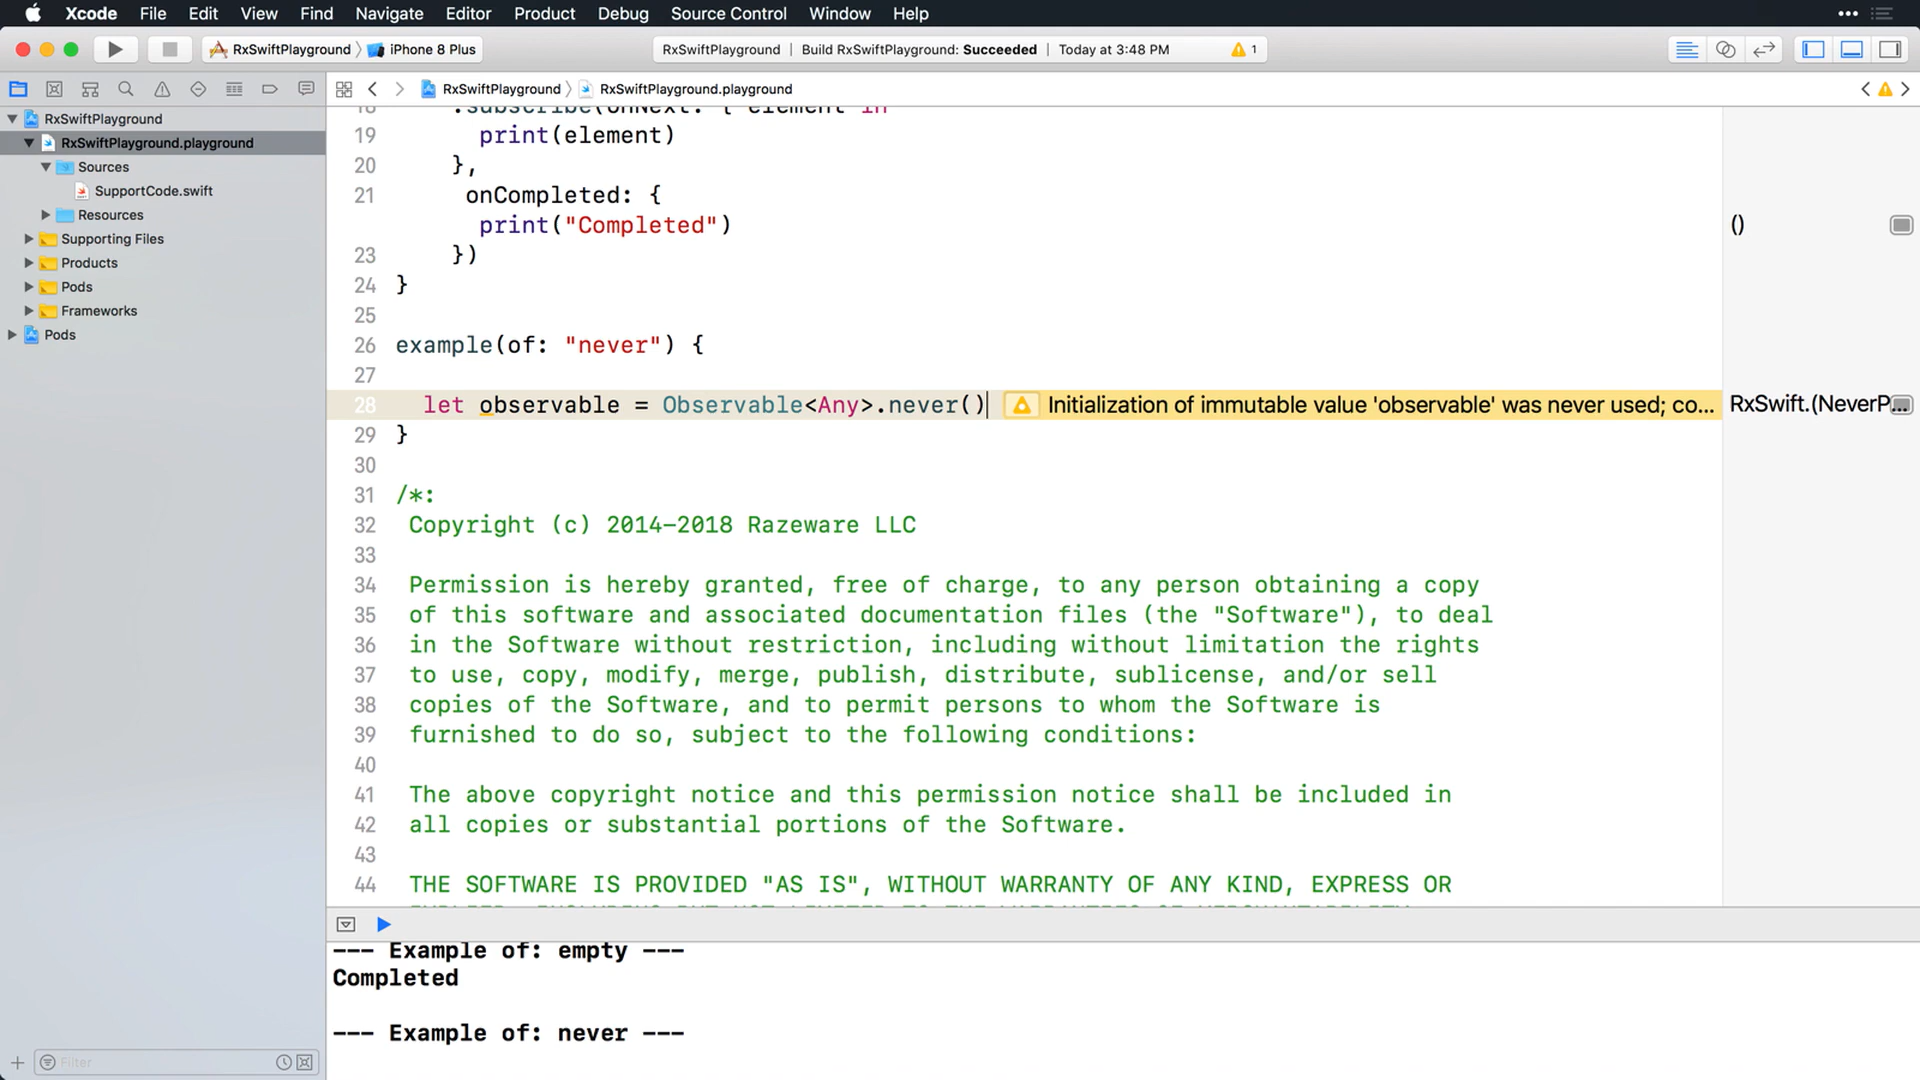 Xcode File Edit View Find Navigate Editor Product Debug Source Control Window Help
RxSwiftPlayground iPhone 8 Plus RxSwiftPlayground | Build RxSwiftPlayground: Succeeded | Today at 3:48 PM 1
RxSwiftPlayground RxSwiftPlayground.playground
RxSwiftPlayground
RxSwiftPlayground.playground
Sources
SupportCode.swift
Resources
Supporting Files
Products
Pods
Frameworks
Pods
Filter
18 .subscribe(onNext: { element in
19 print(element)
20 },
21 onCompleted: {
print("Completed") ()
23 })
24 }
25
26 example(of: "never") {
27
28 let observable = Observable<Any>.never() Initialization of immutable value 'observable' was never used; co... RxSwift.(NeverP...
29 }
30
31 /*:
32 Copyright (c) 2014-2018 Razeware LLC
33
34 Permission is hereby granted, free of charge, to any person obtaining a copy
35 of this software and associated documentation files (the "Software"), to deal
36 in the Software without restriction, including without limitation the rights
37 to use, copy, modify, merge, publish, distribute, sublicense, and/or sell
38 copies of the Software, and to permit persons to whom the Software is
39 furnished to do so, subject to the following conditions:
40
41 The above copyright notice and this permission notice shall be included in
42 all copies or substantial portions of the Software.
43
44 THE SOFTWARE IS PROVIDED "AS IS", WITHOUT WARRANTY OF ANY KIND, EXPRESS OR
--- Example of: empty ---
Completed
--- Example of: never ---